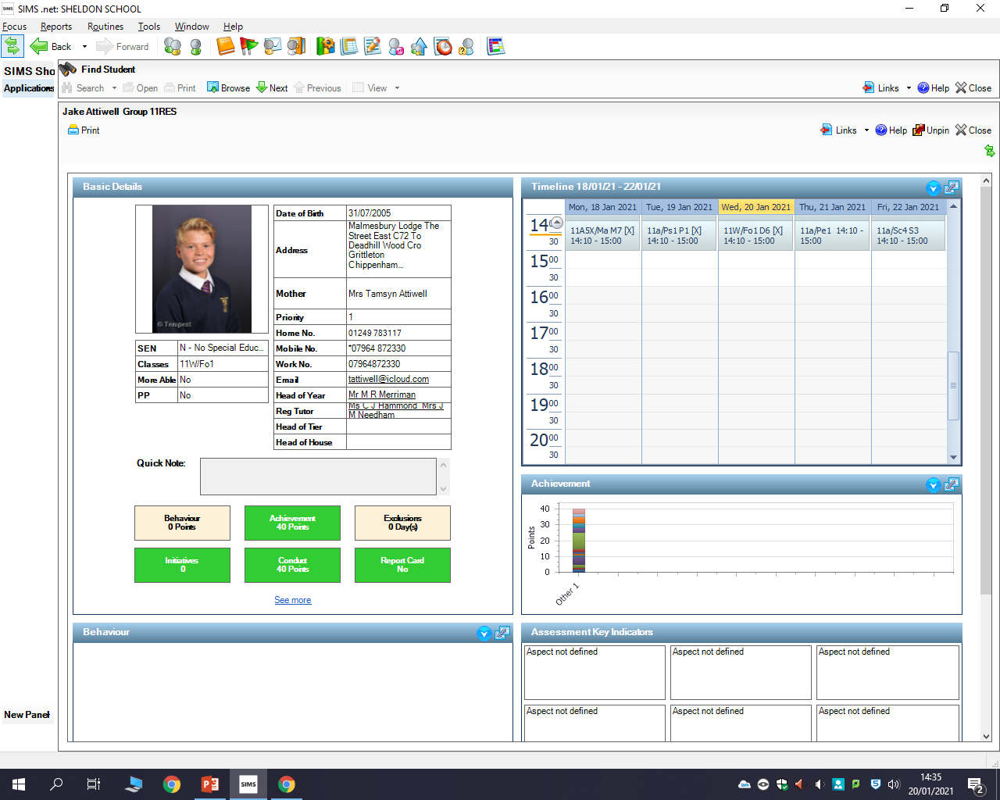 SIMS .net: SHELDON SCHOOL
Focus Reports Routines Tools Window Help
Back Forward
SIMS Sho
Applications
Find Student
Search Open Print Browse Next Previous View Links Help Close
Jake Attiwell Group 11RES
Print Links Help Unpin Close
Basic Details
© Tempest
Date of Birth 31/07/2005
Address Malmesbury Lodge The
Street East C72 To
Deadhill Wood Cro
Grittleton
Chippenham...
Mother Mrs Tamsyn Attiwell
Priority 1
Home No. 01249 783117
Mobile No. *07964 872330
Work No. 07964872330
Email tattiwell@icloud.com
Head of Year Mr M R Merriman
Reg Tutor Ms C J Hammond Mrs J
M Needham
Head of Tier
Head of House
SEN N - No Special Educ...
Classes 11W/Fo1
More Able No
PP No
Quick Note:
Behaviour
0 Points
Achievement
40 Points
Exclusions
0 Day(s)
Initiatives
0
Conduct
40 Points
Report Card
No
See more
Timeline 18/01/21 - 22/01/21
Mon, 18 Jan 2021 Tue, 19 Jan 2021 Wed, 20 Jan 2021 Thu, 21 Jan 2021 Fri, 22 Jan 2021
14
30
11A5X/Ma M7 [X]
14:10 - 15:00
11a/Ps1 P1 [X]
14:10 - 15:00
11W/Fo1 D6 [X]
14:10 - 15:00
11a/Pe1 14:10 -
15:00
11a/Sc4 S3
14:10 - 15:00
15 00
30
16 00
30
17 00
30
18 00
30
19 00
30
20 00
30
Achievement
Points
40
30
20
10
0
Other 1
Behaviour
Assessment Key Indicators
Aspect not defined Aspect not defined Aspect not defined
Aspect not defined Aspect not defined Aspect not defined
New Panel
SIMS
14:35
20/01/2021
2